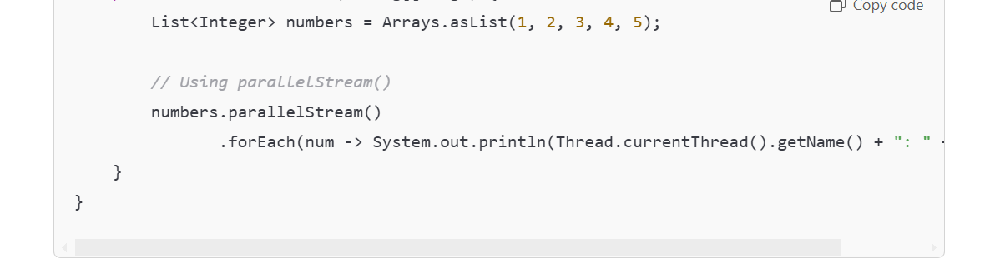 Copy code
List<Integer> numbers = Arrays.asList(1, 2, 3, 4, 5);
// Using parallelStream()
numbers.parallelStream()
.forEach(num -> System.out.println(Thread.currentThread().getName() + ": "
}
}